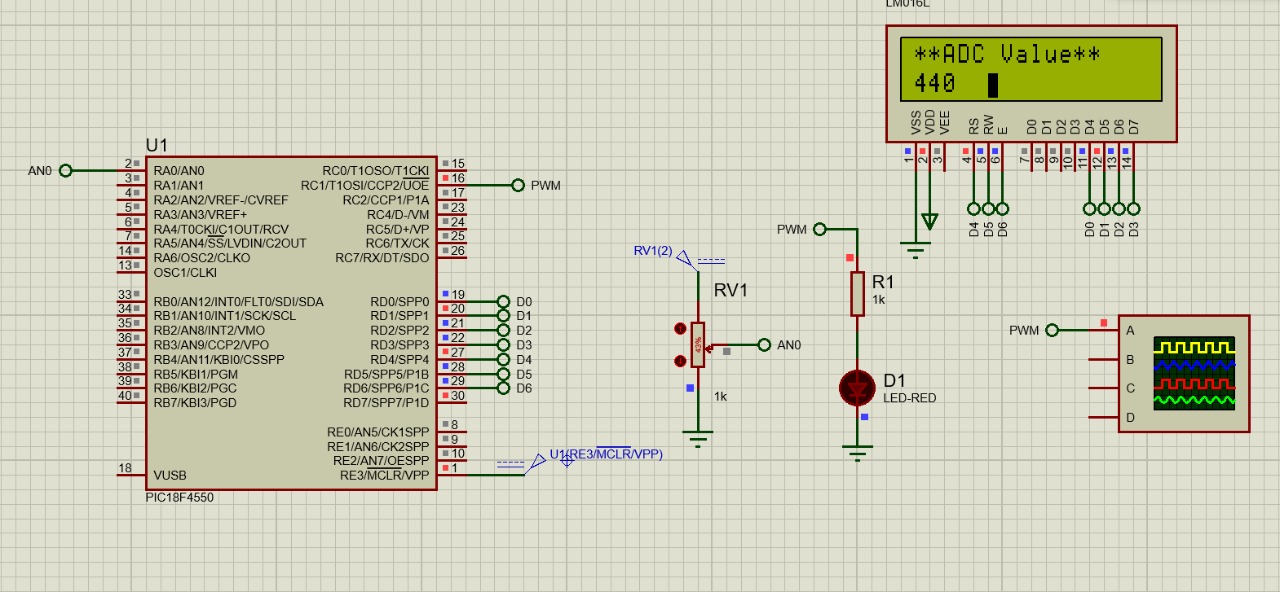 LM016L
**ADC Value**
440
VSS
VDD
VEE
RS
RW
E
D0
D1
D2
D3
D4
D5
D6
D7
1
2
3
4
5
6
7
8
9
10
11
12
13
14
D4
D5
D6
D0
D1
D2
D3
U1
AN0
2 RA0/AN0
3 RA1/AN1
4 RA2/AN2/VREF-/CVREF
5 RA3/AN3/VREF+
6 RA4/T0CKI/C1OUT/RCV
7 RA5/AN4/SS/LVDIN/C2OUT
14 RA6/OSC2/CLKO
13 OSC1/CLKI
33 RB0/AN12/INT0/FLT0/SDI/SDA
34 RB1/AN10/INT1/SCK/SCL
35 RB2/AN8/INT2/VMO
36 RB3/AN9/CCP2/VPO
37 RB4/AN11/KBI0/CSSPP
38 RB5/KBI1/PGM
39 RB6/KBI2/PGC
40 RB7/KBI3/PGD
18 VUSB
RC0/T1OSO/T1CKI 15
RC1/T1OSI/CCP2/UOE 16 PWM
RC2/CCP1/P1A 17
RC4/D-/VM 23
RC5/D+/VP 24
RC6/TX/CK 25
RC7/RX/DT/SDO 26
RD0/SPP0 19 D0
RD1/SPP1 20 D1
RD2/SPP2 21 D2
RD3/SPP3 22 D3
RD4/SPP4 27 D4
RD5/SPP5/P1B 28 D5
RD6/SPP6/P1C 29 D6
RD7/SPP7/P1D 30
RE0/AN5/CK1SPP 8
RE1/AN6/CK2SPP 9
RE2/AN7/OESPP 10
RE3/MCLR/VPP 1
U1(RE3/MCLR/VPP)
PIC18F4550
RV1(2)
RV1
43%
AN0
1k
PWM
R1
1k
D1
LED-RED
PWM
A
B
C
D